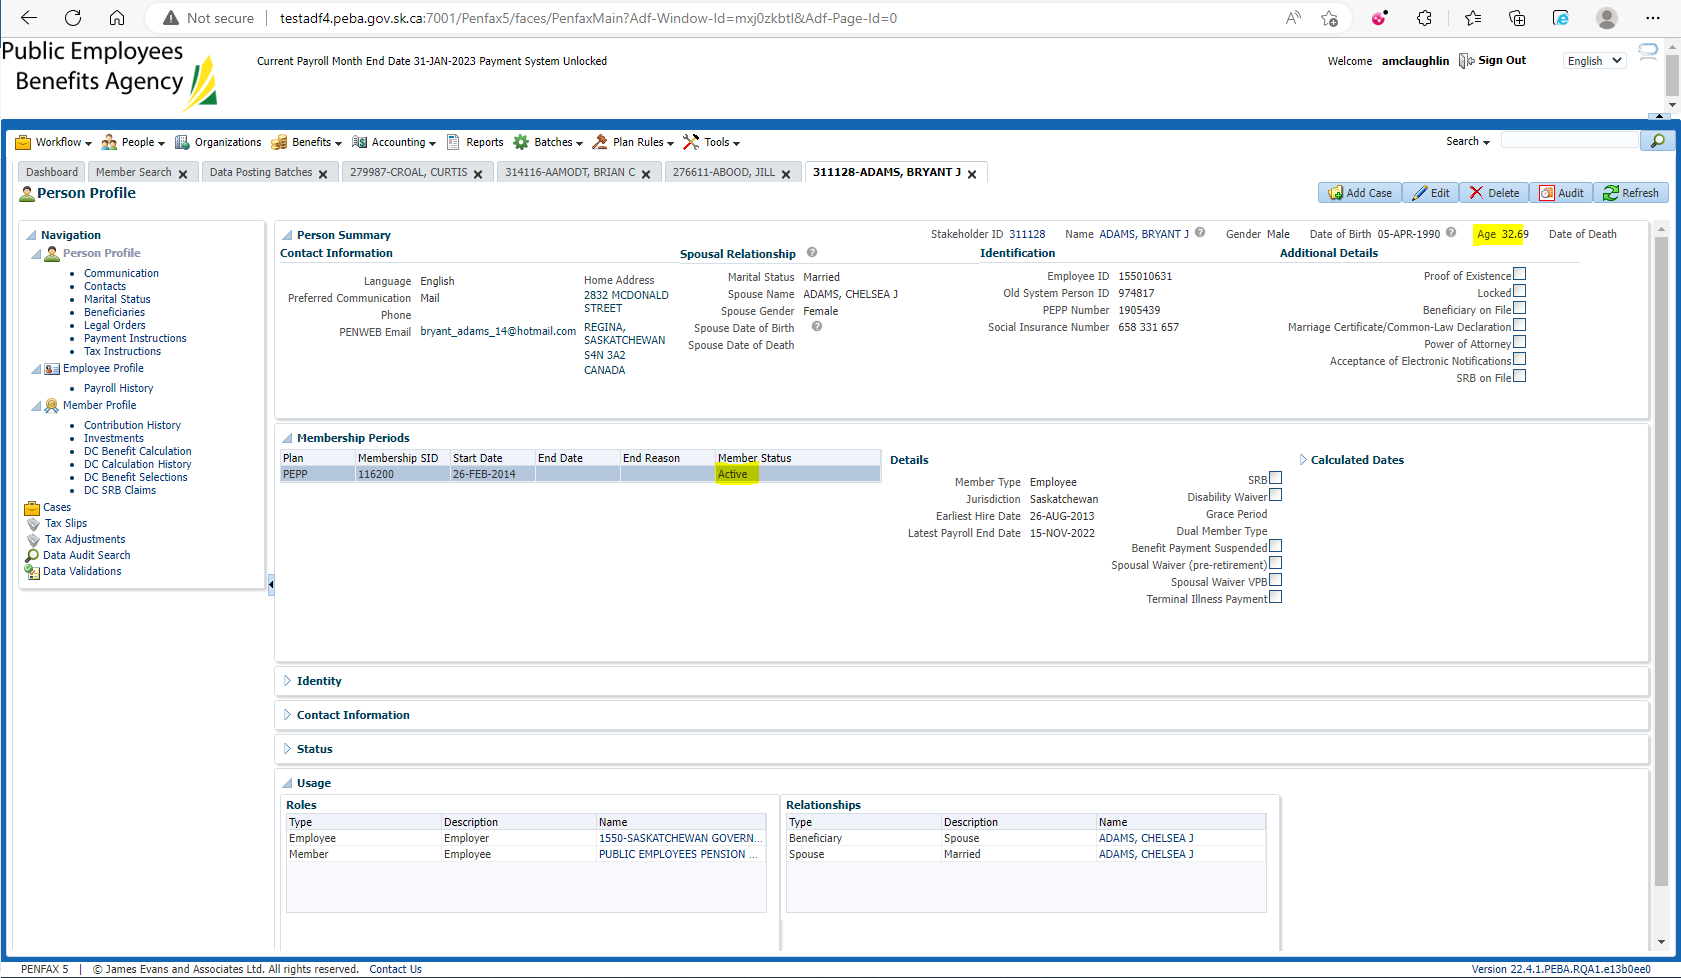 Not secure | testadf4.peba.gov.sk.ca:7001/Penfax5/faces/PenfaxMain?Adf-Window-Id=mxj0zkbtl&Adf-Page-Id=0
Public Employees
Benefits Agency
Current Payroll Month End Date 31-JAN-2023 Payment System Unlocked
Welcome amclaughlin Sign Out English
Workflow People Organizations Benefits Accounting Reports Batches Plan Rules Tools Search
Dashboard Member Search Data Posting Batches 279987-CROAL, CURTIS 314116-AAMODT, BRIAN C 276611-ABOOD, JILL 311128-ADAMS, BRYANT J
Person Profile
Add Case Edit Delete Audit Refresh
Navigation
Person Profile
Communication
Contacts
Marital Status
Beneficiaries
Legal Orders
Payment Instructions
Tax Instructions
Employee Profile
Payroll History
Member Profile
Contribution History
Investments
DC Benefit Calculation
DC Calculation History
DC Benefit Selections
DC SRB Claims
Cases
Tax Slips
Tax Adjustments
Data Audit Search
Data Validations
Person Summary
Stakeholder ID 311128 Name ADAMS, BRYANT J Gender Male Date of Birth 05-APR-1990 Age 32.69 Date of Death
Contact Information
Language English
Preferred Communication Mail
Phone
PENWEB Email bryant_adams_14@hotmail.com
Home Address
2832 MCDONALD
STREET
REGINA,
SASKATCHEWAN
S4N 3A2
CANADA
Spousal Relationship
Marital Status Married
Spouse Name ADAMS, CHELSEA J
Spouse Gender Female
Spouse Date of Birth
Spouse Date of Death
Identification
Employee ID 155010631
Old System Person ID 974817
PEPP Number 1905439
Social Insurance Number 658 331 657
Additional Details
Proof of Existence
Locked
Beneficiary on File
Marriage Certificate/Common-Law Declaration
Power of Attorney
Acceptance of Electronic Notifications
SRB on File
Membership Periods
Plan Membership SID Start Date End Date End Reason Member Status
PEPP 116200 26-FEB-2014 Active
Details
Member Type Employee
Jurisdiction Saskatchewan
Earliest Hire Date 26-AUG-2013
Latest Payroll End Date 15-NOV-2022
SRB
Disability Waiver
Grace Period
Dual Member Type
Benefit Payment Suspended
Spousal Waiver (pre-retirement)
Spousal Waiver VPB
Terminal Illness Payment
Calculated Dates
Identity
Contact Information
Status
Usage
Roles
Type Description Name
Employee Employer 1550-SASKATCHEWAN GOVERN...
Member Employee PUBLIC EMPLOYEES PENSION ...
Relationships
Type Description Name
Beneficiary Spouse ADAMS, CHELSEA J
Spouse Married ADAMS, CHELSEA J
PENFAX 5 | © James Evans and Associates Ltd. All rights reserved. Contact Us
Version 22.4.1.PEBA.RQA1.e13b0ee0